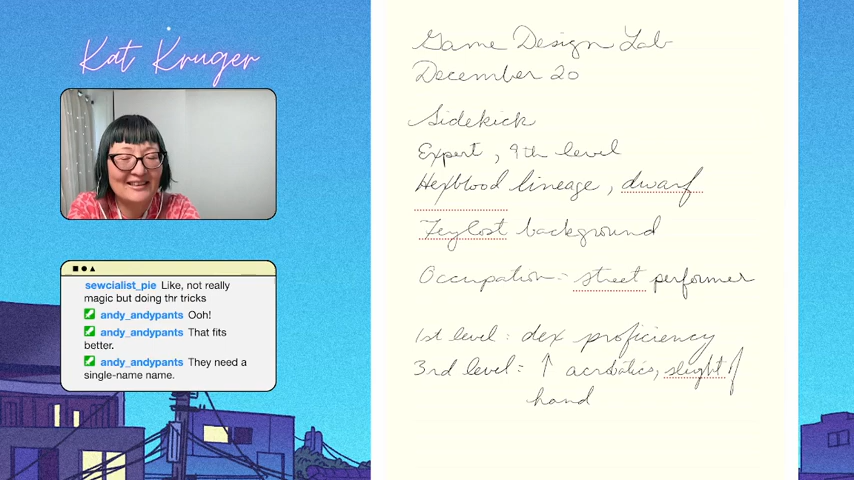 Kat Kruger
sewcialist_pie Like, not really
magic but doing thr tricks
andy_andypants Ooh!
andy_andypants That fits
better.
andy_andypants They need a
single-name name.
Game Design Lab
December 20
Sidekick
Expert, 9th level
Hexblood lineage, dwarf
Feylost background
Occupation: street performer
1st level: dex proficiency
3rd level: ↑ acrobatics, slight of
hand